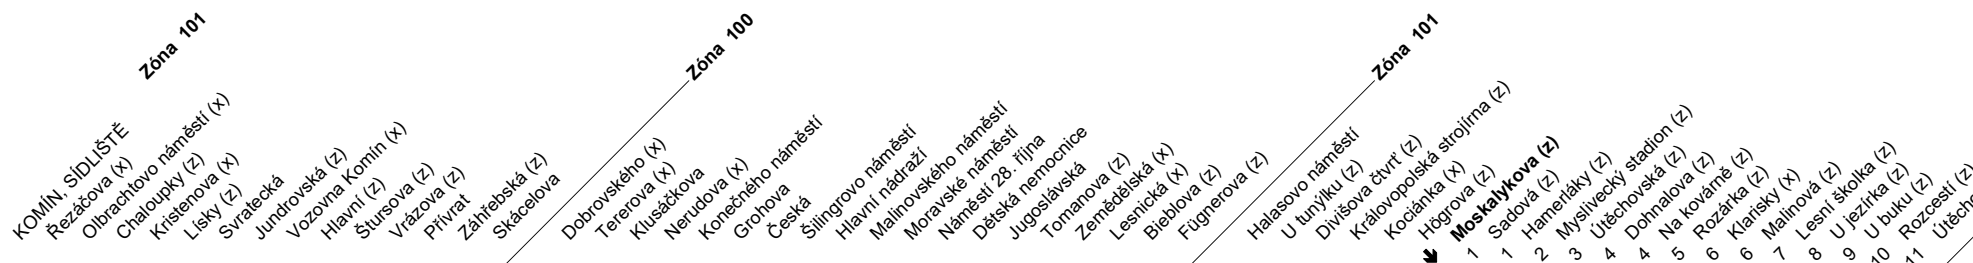 Zóna 101
KOMÍN, SÍDLIŠTĚ
Řezáčova (x)
Olbrachtovo náměstí (x)
Chaloupky (z)
Kristenova (x)
Lísky (z)
Svratecká
Jundrovská (z)
Vozovna Komín (x)
Hlavní (z)
Štursova (z)
Vrázova (z)
Přívrat
Záhřebská (z)
Skácelova
Zóna 100
Dobrovského (x)
Tererova (x)
Klusáčkova
Nerudova (x)
Konečného náměstí
Grohova
Česká
Šilingrovo náměstí
Hlavní nádraží
Malinovského náměstí
Moravské náměstí
Náměstí 28. října
Dětská nemocnice
Jugoslávská
Tomanova (z)
Zemědělská (x)
Lesnická (x)
Bieblova (z)
Fügnerova (z)
Zóna 101
Halasovo náměstí
U tunýlku (z)
Divišova čtvrť (z)
Královopolská strojírna (z)
Kociánka (x)
Högrova (z)
Moskalykova (z)
1 Sadová (z)
1 Hamerláky (z)
2 Myslivecký stadion (z)
3 Útěchovská (z)
4 Dohnalova (z)
4 Na kovárně (z)
5 Rozárka (z)
6 Klarisky (x)
6 Malinová (z)
7 Lesní školka (z)
8 U jezírka (z)
9 U buku (z)
10 Rozcestí (z)
11